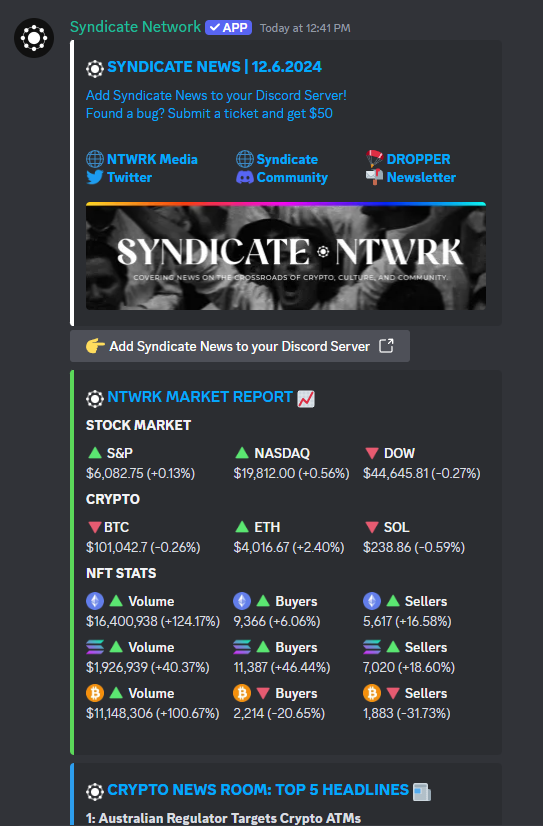 Syndicate Network ✓ APP Today at 12:41 PM
SYNDICATE NEWS | 12.6.2024
Add Syndicate News to your Discord Server!
Found a bug? Submit a ticket and get $50
NTWRK Media Syndicate DROPPER
Twitter Community Newsletter
SYNDICATE NTWRK
COVERING NEWS ON THE CROSSROADS OF CRYPTO, CULTURE, AND COMMUNITY.
Add Syndicate News to your Discord Server
NTWRK MARKET REPORT
STOCK MARKET
S&P NASDAQ DOW
$6,082.75 (+0.13%) $19,812.00 (+0.56%) $44,645.81 (-0.27%)
CRYPTO
BTC ETH SOL
$101,042.7 (-0.26%) $4,016.67 (+2.40%) $238.86 (-0.59%)
NFT STATS
Volume Buyers Sellers
$16,400,938 (+124.17%) 9,366 (+6.06%) 5,617 (+16.58%)
Volume Buyers Sellers
$1,926,939 (+40.37%) 11,387 (+46.44%) 7,020 (+18.60%)
Volume Buyers Sellers
$11,148,306 (+100.67%) 2,214 (-20.65%) 1,883 (-31.73%)
CRYPTO NEWS ROOM: TOP 5 HEADLINES
1: Australian Regulator Targets Crypto ATMs